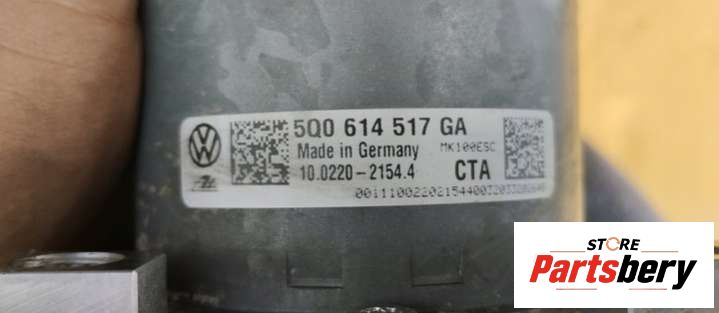 5Q0 614 517 GA
Made in Germany MK100ESC
10.0220-2154.4 CTA
STORE
Partsbery